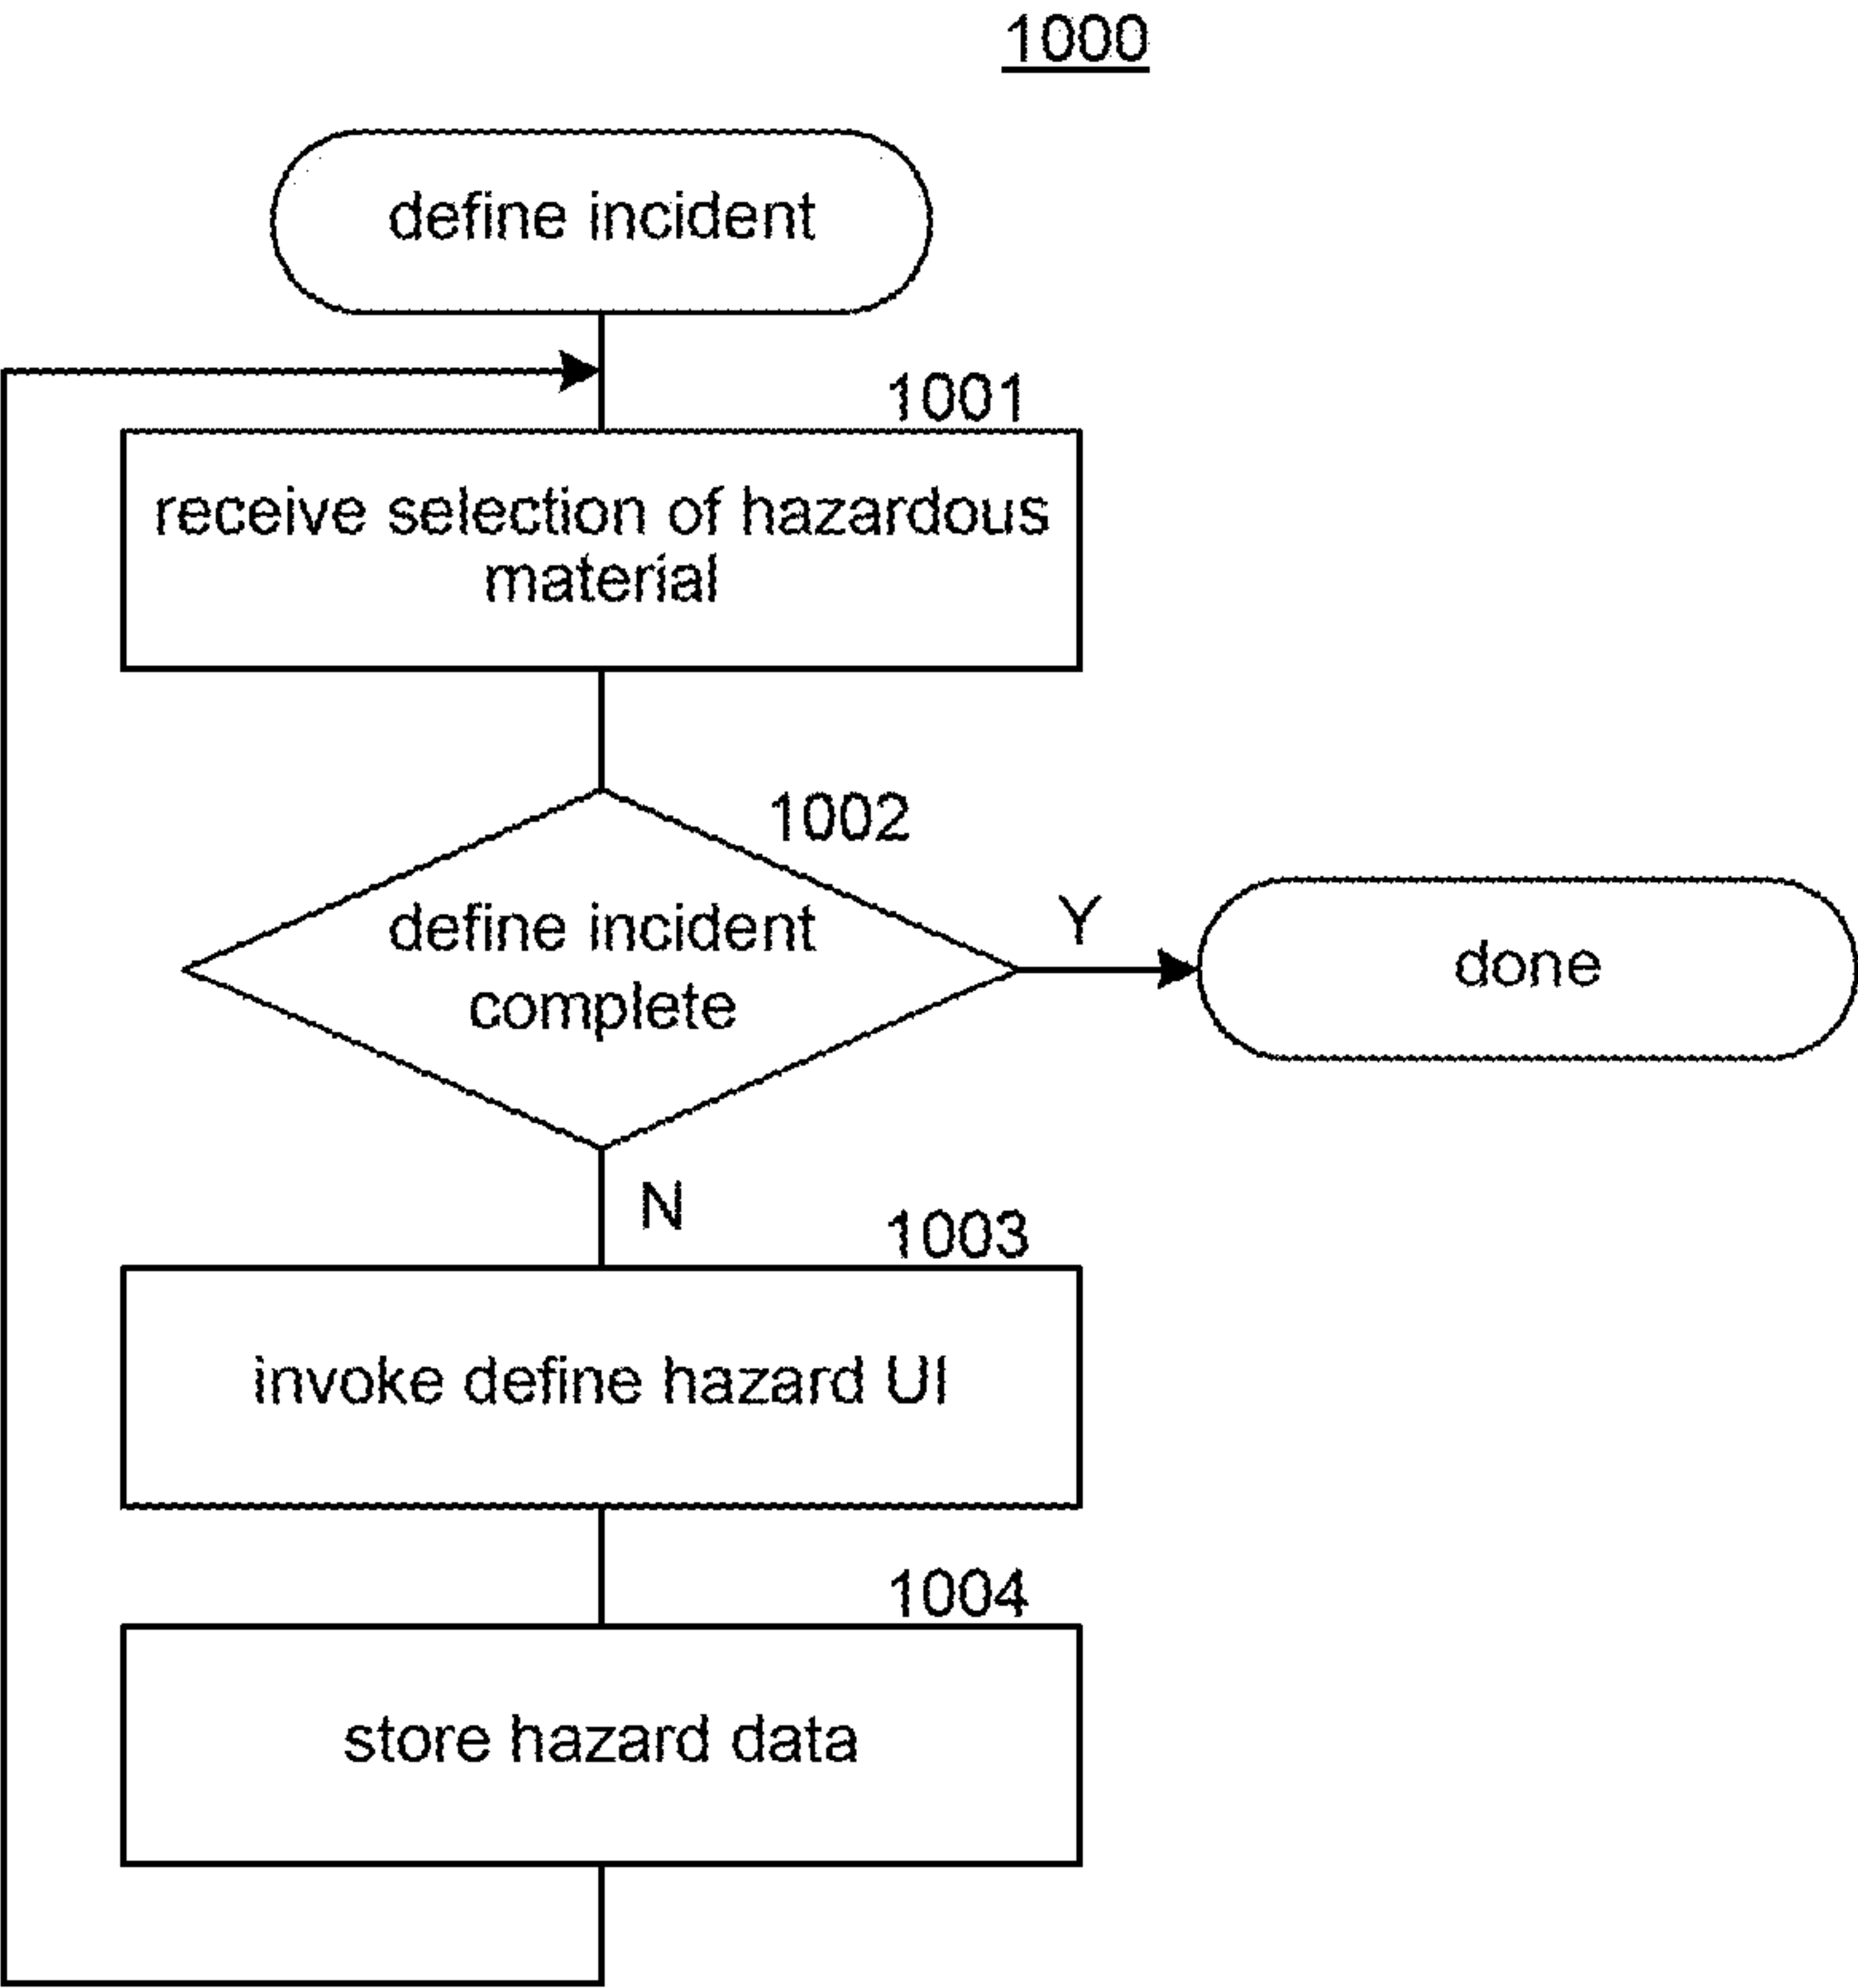 1000
define incident
1001
receive selection of hazardous
material
1002
define incident
complete
Y
done
N
1003
invoke define hazard UI
1004
store hazard data